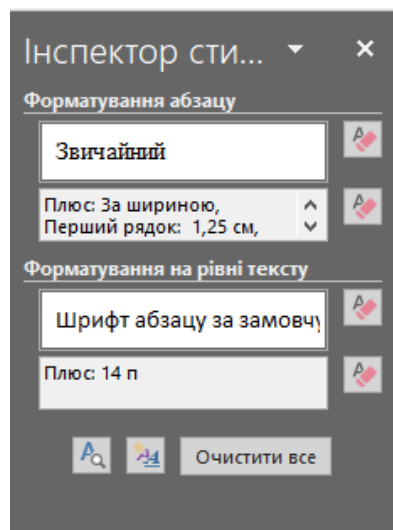 Інспектор сти...
Форматування абзацу
Звичайний
Плюс: За шириною,
Перший рядок: 1,25 см,
Форматування на рівні тексту
Шрифт абзацу за замовчу
Плюс: 14 п
Очистити все